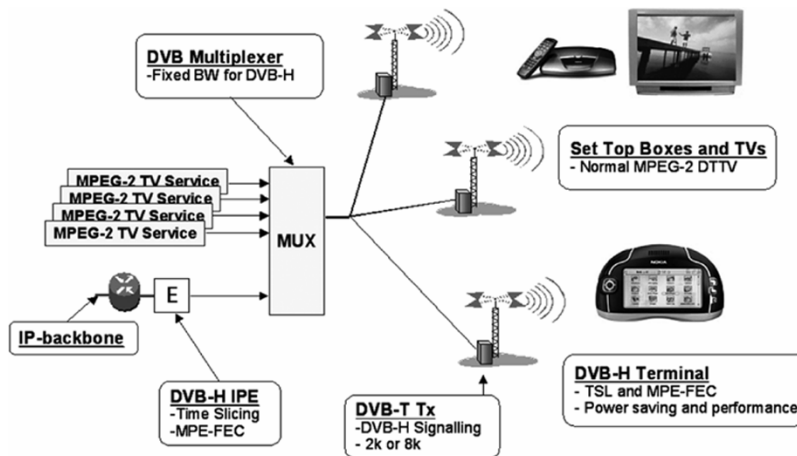 DVB Multiplexer
-Fixed BW for DVB-H
MPEG-2 TV Service
MPEG-2 TV Service
MPEG-2 TV Service
MPEG-2 TV Service
MUX
E
IP-backbone
DVB-H IPE
-Time Slicing
-MPE-FEC
DVB-T Tx
-DVB-H Signalling
- 2k or 8k
Set Top Boxes and TVs
- Normal MPEG-2 DTTV
NOKIA
DVB-H Terminal
- TSL and MPE-FEC
- Power saving and performance